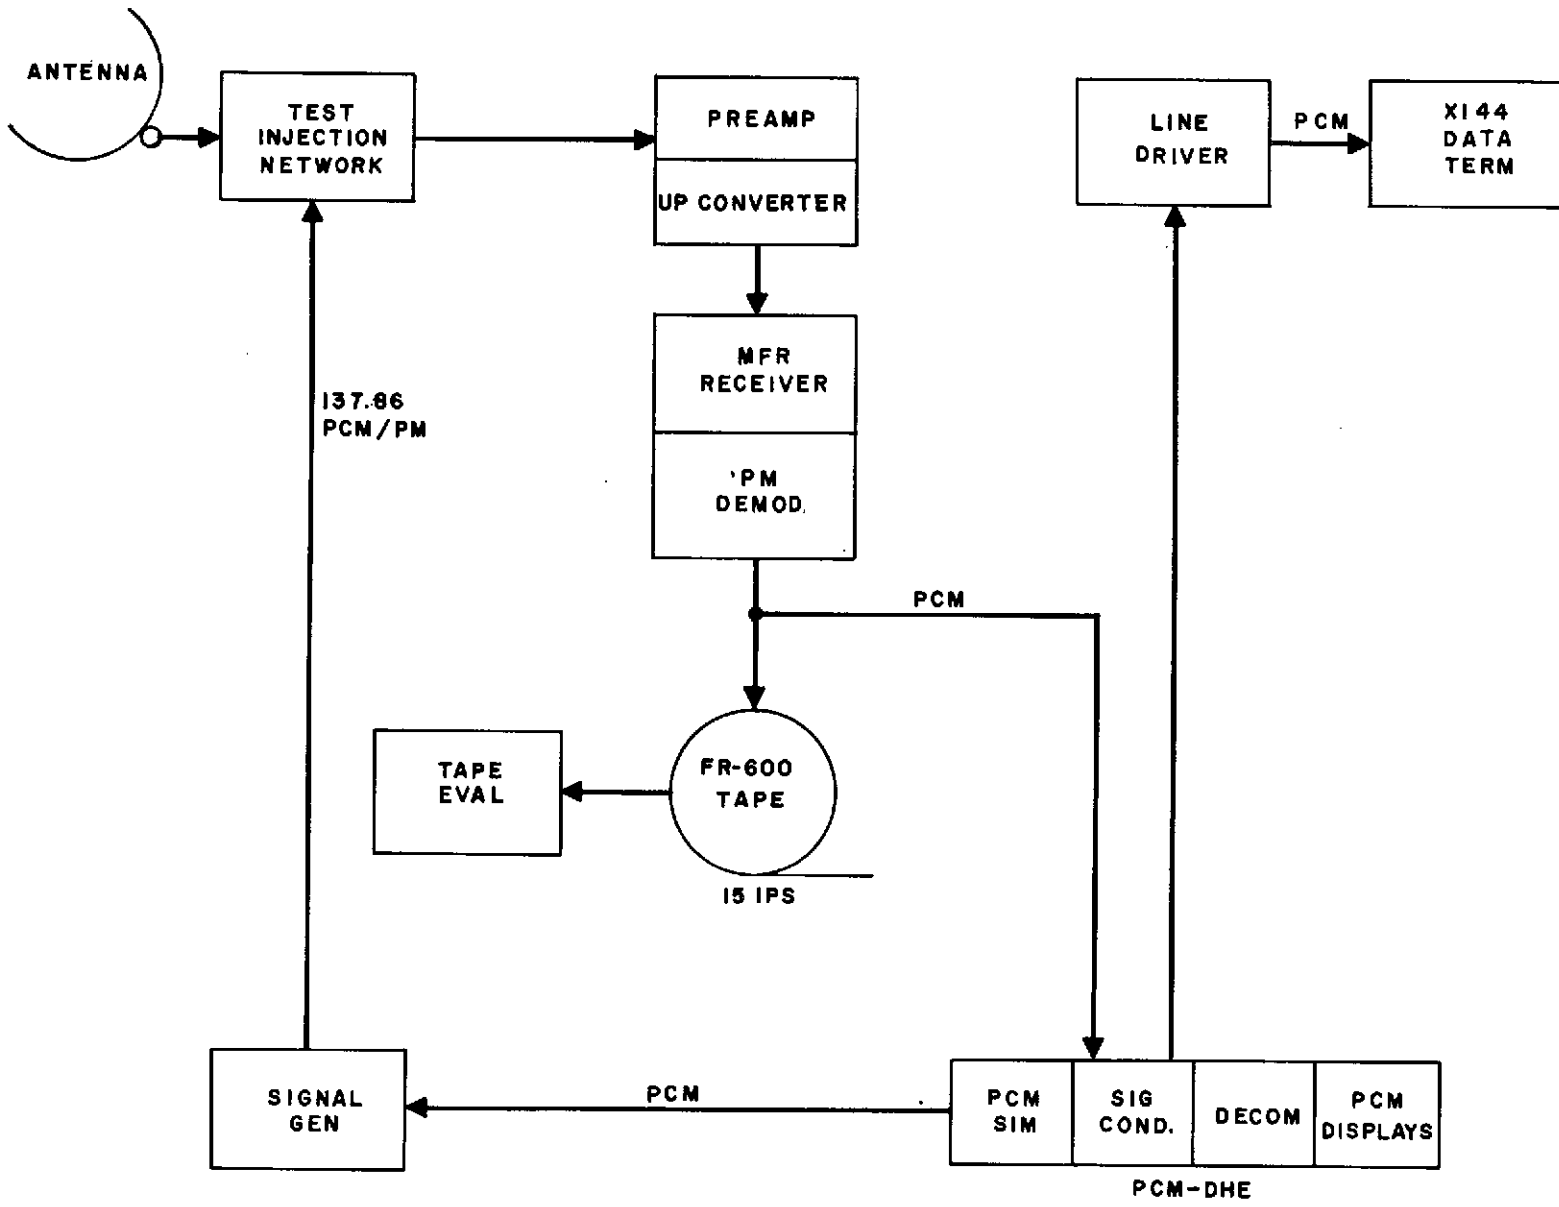 ANTENNA
TEST
INJECTION
NETWORK
PREAMP
UP CONVERTER
LINE
DRIVER
PCM
X144
DATA
TERM
MFR
RECEIVER
PM
DEMOD.
137.86
PCM/PM
PCM
FR-600
TAPE
15 IPS
TAPE
EVAL
SIGNAL
GEN
PCM
PCM
SIM
SIG
COND.
DECOM
PCM
DISPLAYS
PCM-DHE